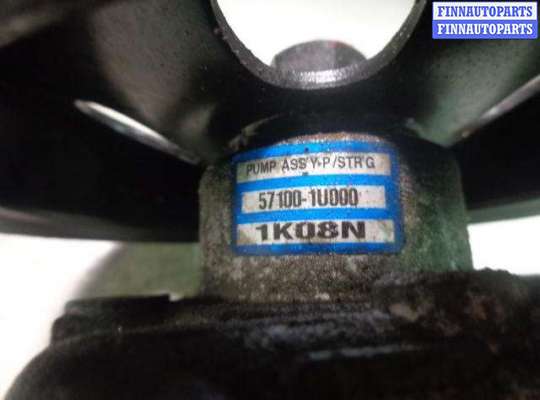 FINNAUTOPARTS
FINNAUTOPARTS
PUMP ASS'Y-P/STR'G
57100-1U000
1K08N